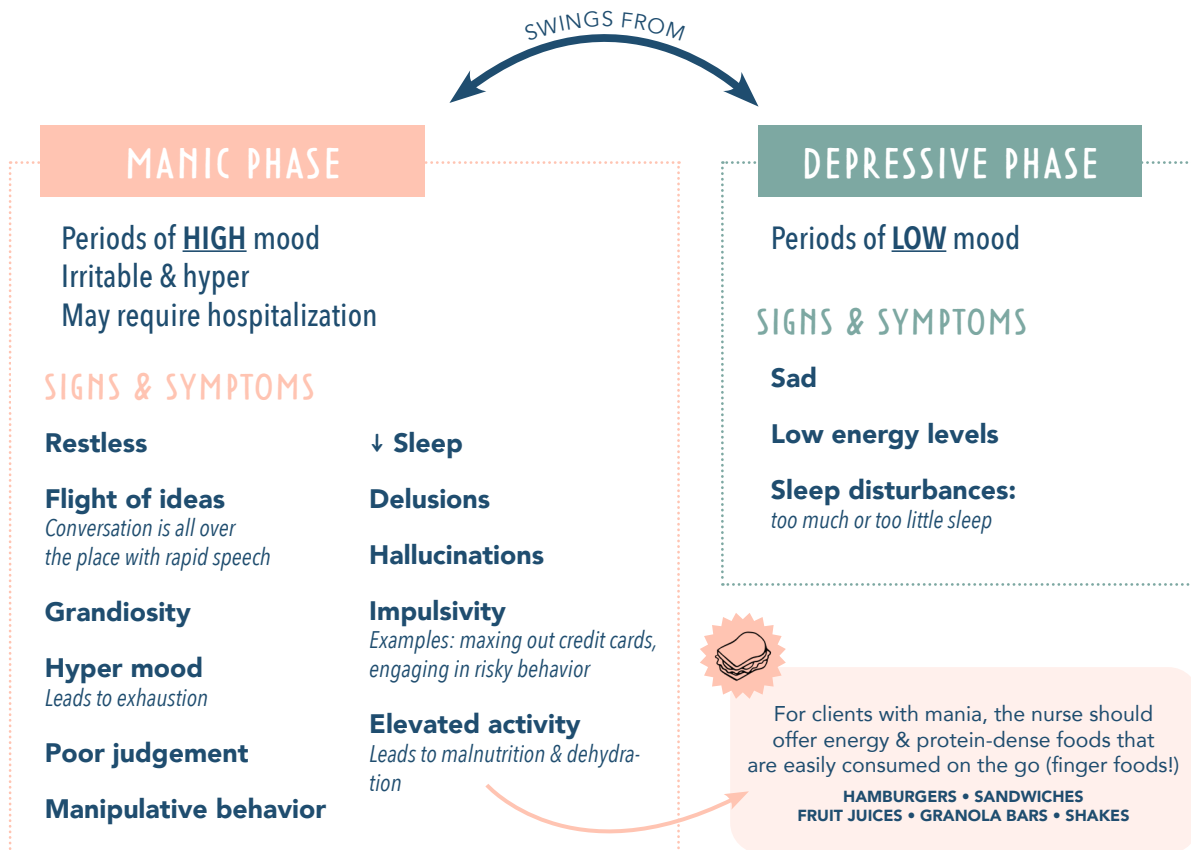 SWINGS FROM
MANIC PHASE
Periods of HIGH mood
Irritable & hyper
May require hospitalization
SIGNS & SYMPTOMS
Restless
Flight of ideas
Conversation is all over
the place with rapid speech
Grandiosity
Hyper mood
Leads to exhaustion
Poor judgement
Manipulative behavior
↓ Sleep
Delusions
Hallucinations
Impulsivity
Examples: maxing out credit cards,
engaging in risky behavior
Elevated activity
Leads to malnutrition & dehydra-
tion
DEPRESSIVE PHASE
Periods of LOW mood
SIGNS & SYMPTOMS
Sad
Low energy levels
Sleep disturbances:
too much or too little sleep
For clients with mania, the nurse should
offer energy & protein-dense foods that
are easily consumed on the go (finger foods!)
HAMBURGERS • SANDWICHES
FRUIT JUICES • GRANOLA BARS • SHAKES